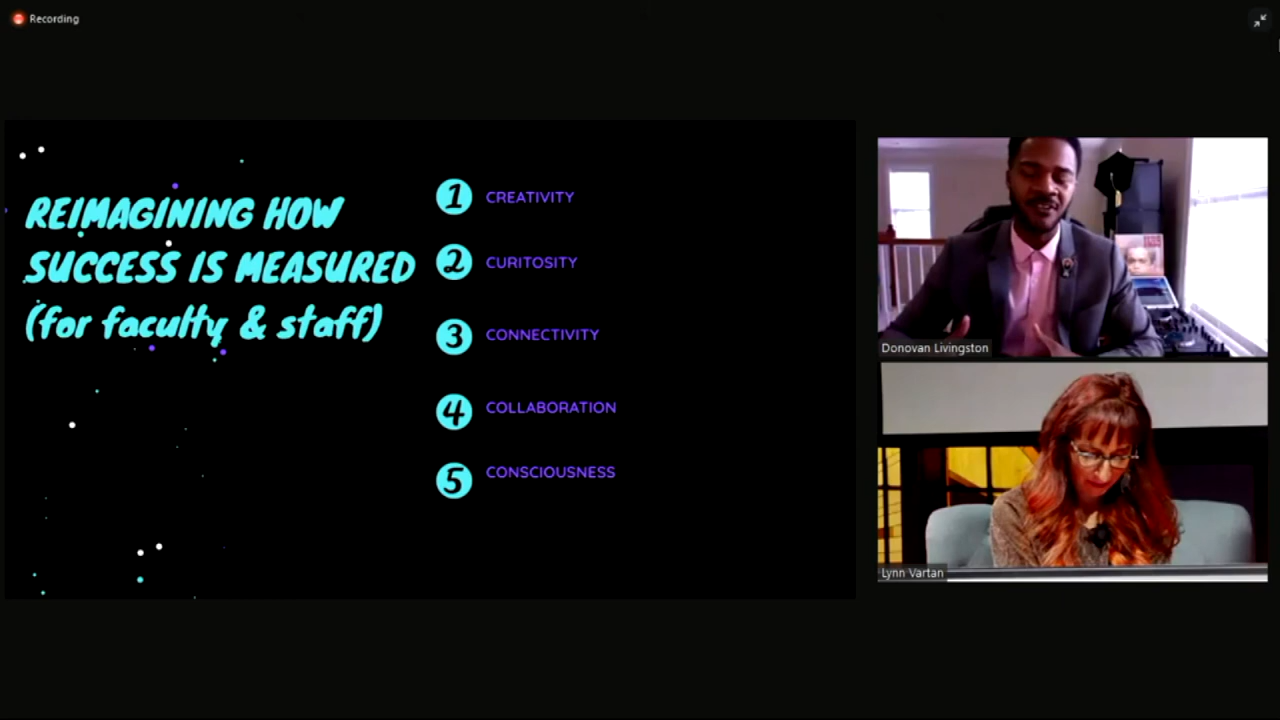 Recording
REIMAGINING HOW
SUCCESS IS MEASURED
(for faculty & staff)
1 CREATIVITY
2 CURITOSITY
3 CONNECTIVITY
4 COLLABORATION
5 CONSCIOUSNESS
Donovan Livingston
Lynn Vartan